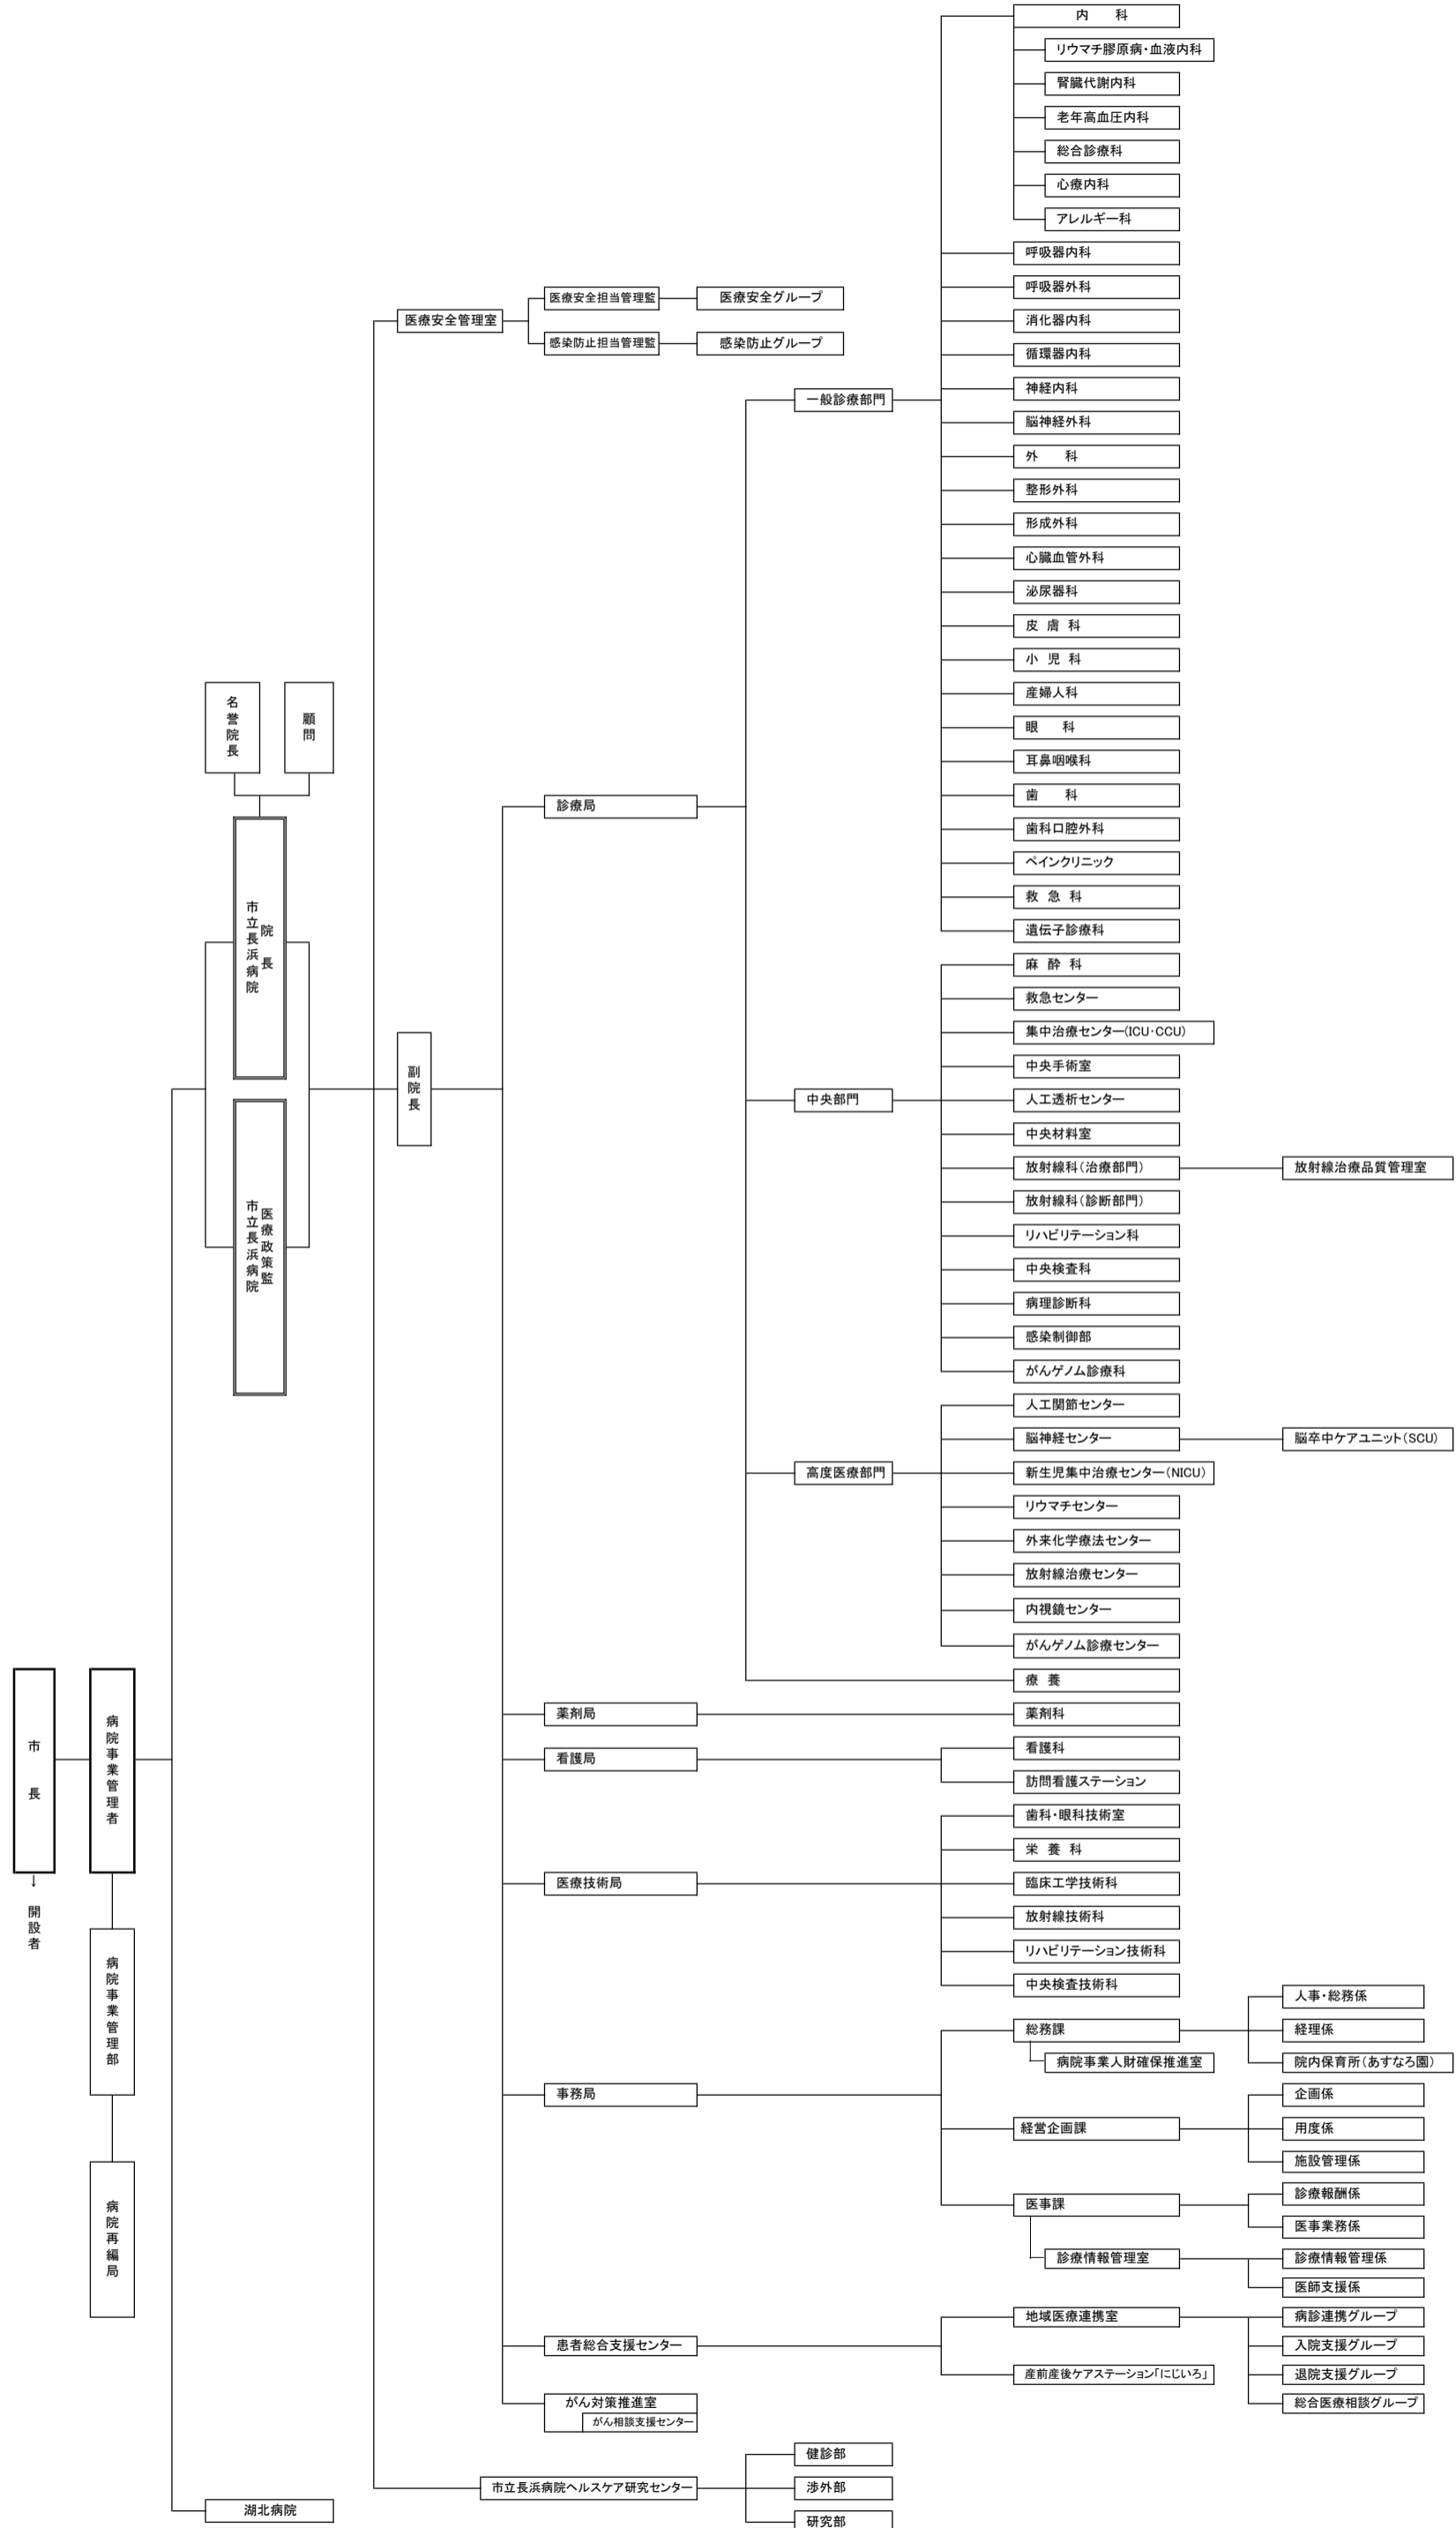 内　　科
リウマチ膠原病・血液内科
腎臓代謝内科
老年高血圧内科
総合診療科
心療内科
アレルギー科
呼吸器内科
呼吸器外科
消化器内科
循環器内科
神経内科
脳神経外科
外　　科
整形外科
形成外科
心臓血管外科
泌尿器科
皮 膚 科
小 児 科
産婦人科
眼　　科
耳鼻咽喉科
歯　　科
歯科口腔外科
ペインクリニック
救 急 科
遺伝子診療科
医療安全管理室
医療安全担当管理監
医療安全グループ
感染防止担当管理監
感染防止グループ
一般診療部門
名誉院長
顧問
診療局
市立長浜病院
院　長
副院長
市立長浜病院
医療政策監
麻 酔 科
救急センター
集中治療センター(ICU・CCU)
中央手術室
中央部門
人工透析センター
中央材料室
放射線科(治療部門)
放射線治療品質管理室
放射線科(診断部門)
リハビリテーション科
中央検査科
病理診断科
感染制御部
がんゲノム診療科
人工関節センター
脳神経センター
脳卒中ケアユニット(SCU)
高度医療部門
新生児集中治療センター(NICU)
リウマチセンター
外来化学療法センター
放射線治療センター
内視鏡センター
がんゲノム診療センター
療 養
市　　長
↓
開設者
病院事業管理者
病院事業管理部
病院再編局
薬剤局
薬剤科
看護局
看護科
訪問看護ステーション
歯科・眼科技術室
栄 養 科
医療技術局
臨床工学技術科
放射線技術科
リハビリテーション技術科
中央検査技術科
事務局
総務課
病院事業人財確保推進室
人事・総務係
経理係
院内保育所(あすなろ園)
経営企画課
企画係
用度係
施設管理係
医事課
診療報酬係
医事業務係
診療情報管理室
診療情報管理係
医師支援係
患者総合支援センター
地域医療連携室
病診連携グループ
入院支援グループ
産前産後ケアステーション「にじいろ」
退院支援グループ
総合医療相談グループ
がん対策推進室
がん相談支援センター
市立長浜病院ヘルスケア研究センター
健診部
渉外部
研究部
湖北病院